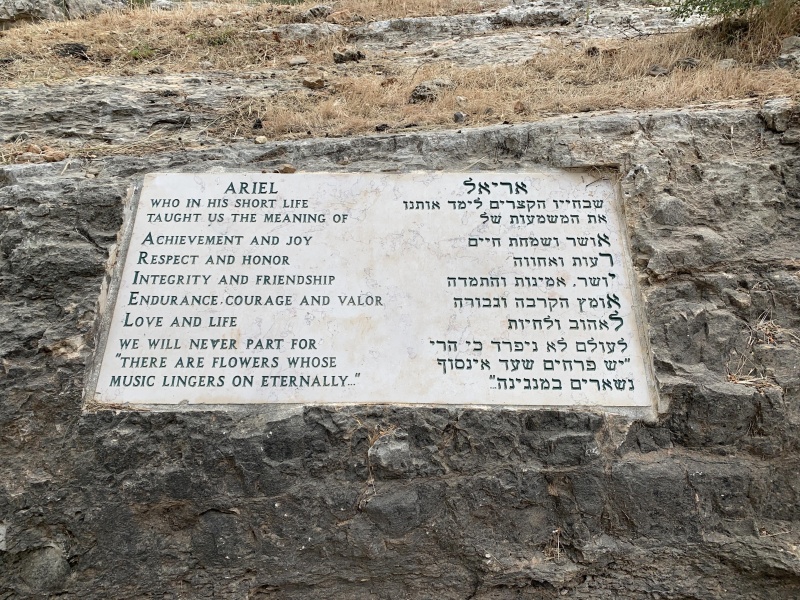 ARIEL
WHO IN HIS SHORT LIFE
TAUGHT US THE MEANING OF
ACHIEVEMENT AND JOY
RESPECT AND HONOR
INTEGRITY AND FRIENDSHIP
ENDURANCE, COURAGE AND VALOR
LOVE AND LIFE
WE WILL NEVER PART FOR
"THERE ARE FLOWERS WHOSE
MUSIC LINGERS ON ETERNALLY..."
אריאל
שבחייו הקצרים לימד אותנו
את המשמעות של
אושר ושמחת חיים
רעות ואחווה
יושר, אמינות והתמדה
אומץ הקרבה וגבורה
לאהוב ולחיות
לעולם לא ניפרד כי הרי
"יש פרחים שעד אינסוף
נשארים במנגינה..."